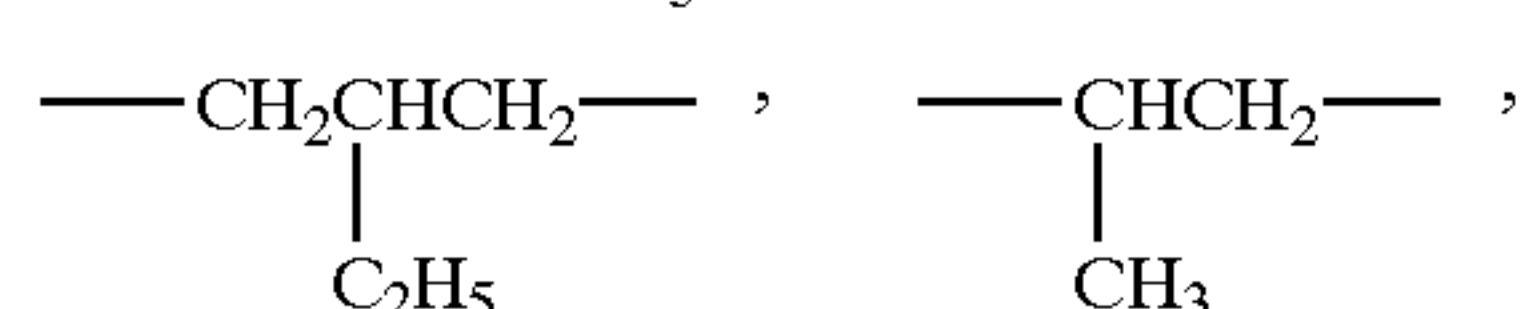 CH₂CHCH₂ , CHCH₂ ,
C₂H₅ CH₃